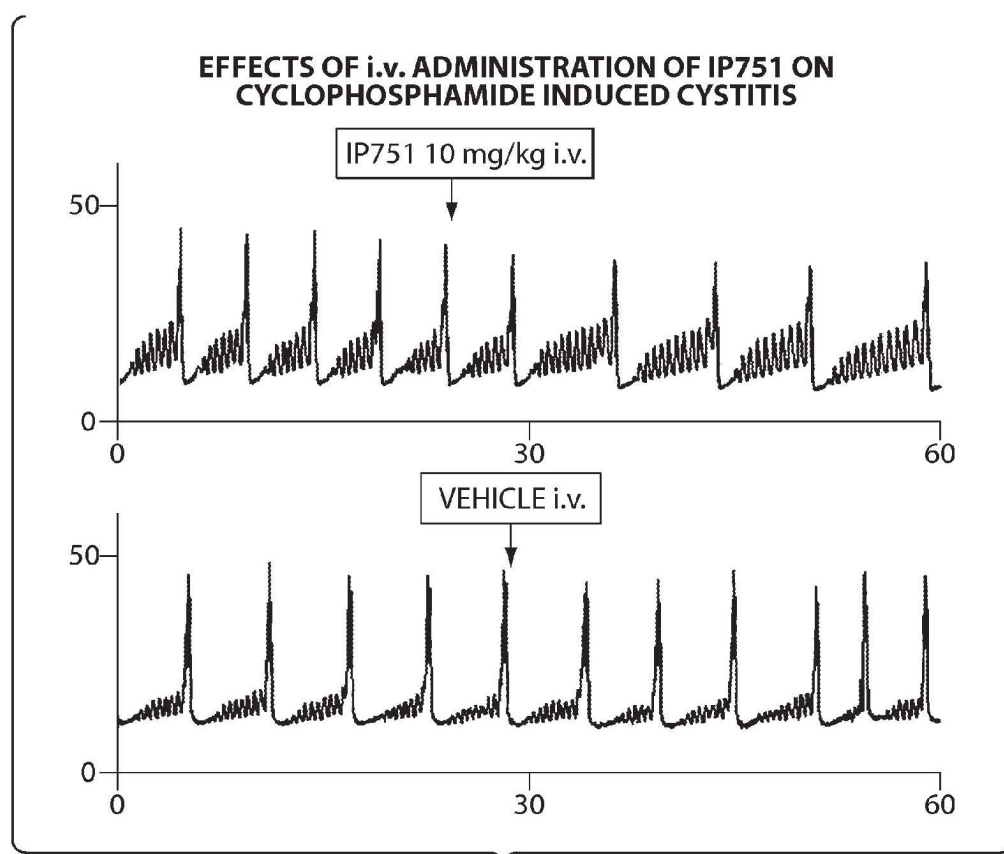 EFFECTS OF i.v. ADMINISTRATION OF IP751 ON
CYCLOPHOSPHAMIDE INDUCED CYSTITIS
IP751 10 mg/kg i.v.
50
0
0 30 60
VEHICLE i.v.
50
0
0 30 60